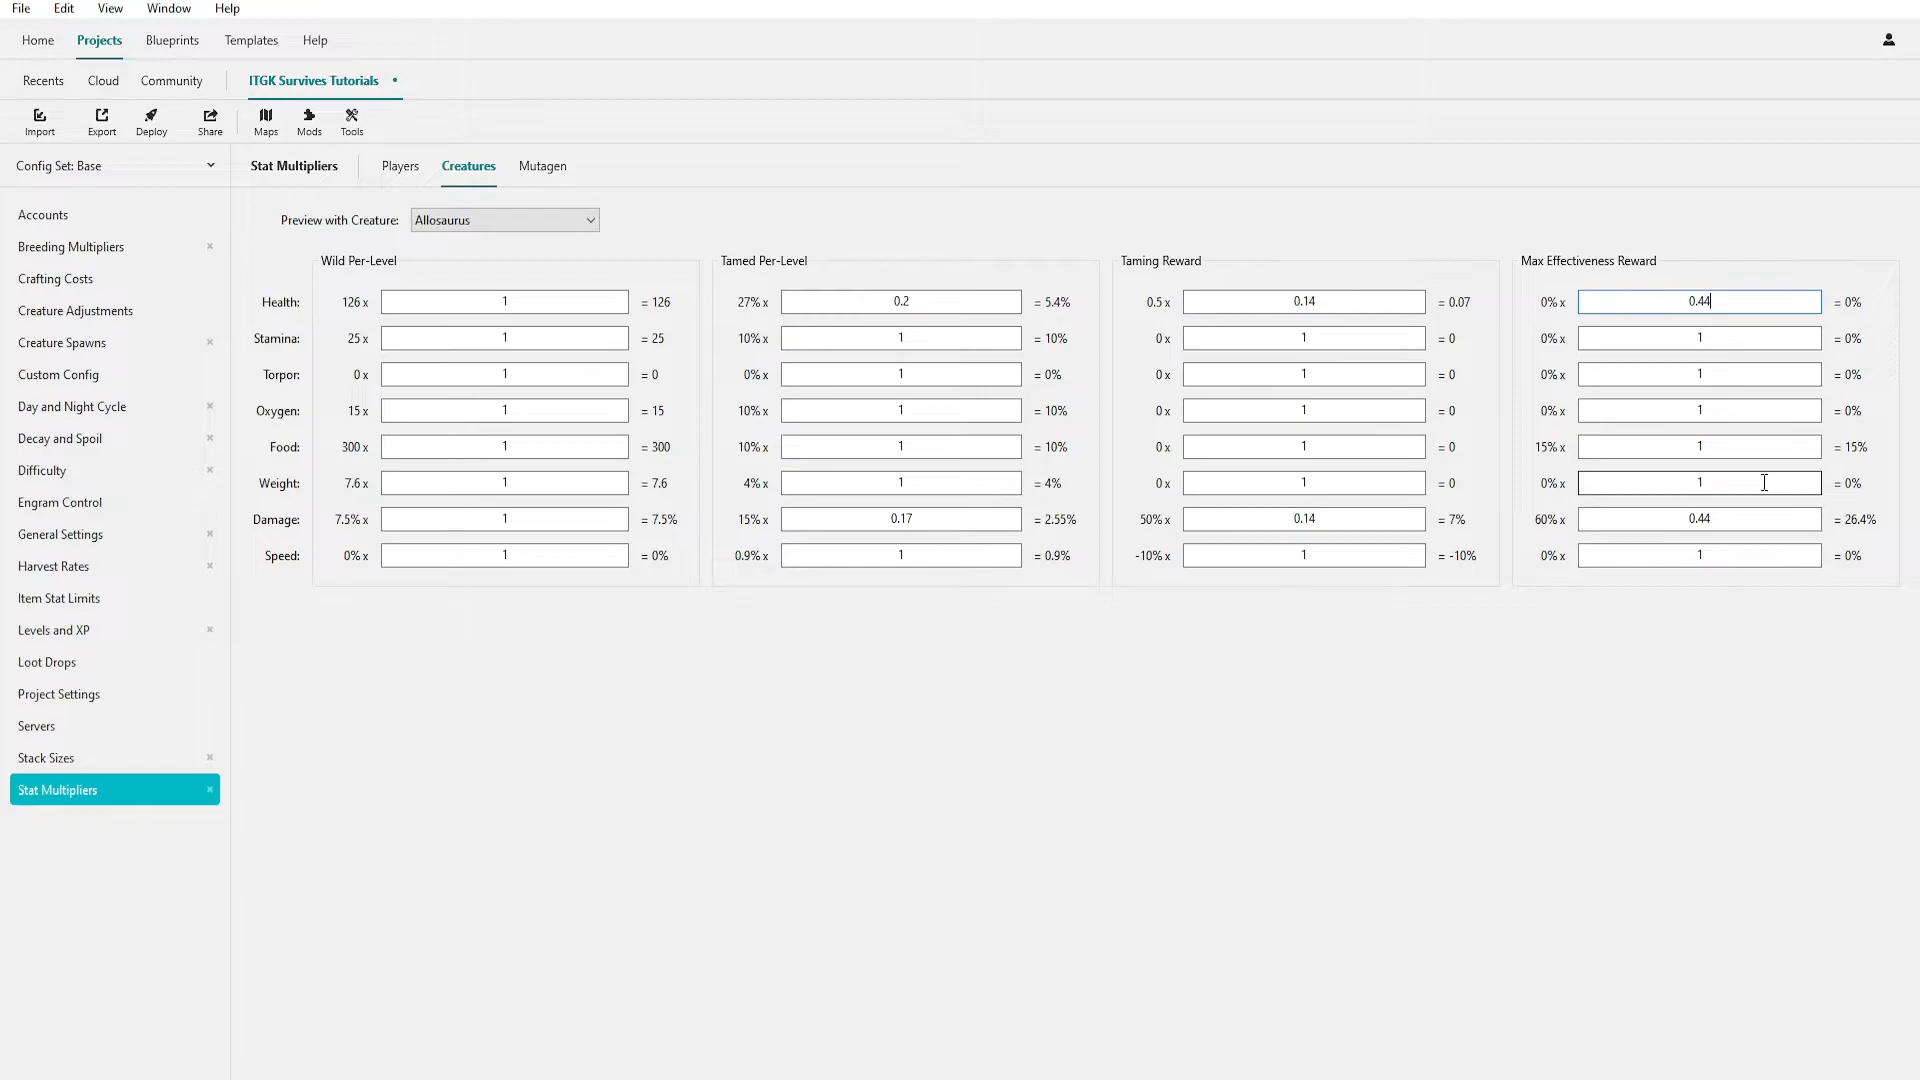 File Edit View Window Help
Home Projects Blueprints Templates Help
Recents Cloud Community ITGK Survives Tutorials •
Import Export Deploy Share Maps Mods Tools
Config Set: Base
Stat Multipliers Players Creatures Mutagen
Accounts
Breeding Multipliers ×
Crafting Costs
Creature Adjustments
Creature Spawns ×
Custom Config
Day and Night Cycle ×
Decay and Spoil ×
Difficulty ×
Engram Control
General Settings ×
Harvest Rates ×
Item Stat Limits
Levels and XP ×
Loot Drops
Project Settings
Servers
Stack Sizes ×
Stat Multipliers ×
Preview with Creature: Allosaurus
Wild Per-Level Tamed Per-Level Taming Reward Max Effectiveness Reward
Health: 126 x 1 = 126 27% x 0.2 = 5.4% 0.5 x 0.14 = 0.07 0% x 0.44 = 0%
Stamina: 25 x 1 = 25 10% x 1 = 10% 0 x 1 = 0 0% x 1 = 0%
Torpor: 0 x 1 = 0 0% x 1 = 0% 0 x 1 = 0 0% x 1 = 0%
Oxygen: 15 x 1 = 15 10% x 1 = 10% 0 x 1 = 0 0% x 1 = 0%
Food: 300 x 1 = 300 10% x 1 = 10% 0 x 1 = 0 15% x 1 = 15%
Weight: 7.6 x 1 = 7.6 4% x 1 = 4% 0 x 1 = 0 0% x 1 = 0%
Damage: 7.5% x 1 = 7.5% 15% x 0.17 = 2.55% 50% x 0.14 = 7% 60% x 0.44 = 26.4%
Speed: 0% x 1 = 0% 0.9% x 1 = 0.9% -10% x 1 = -10% 0% x 1 = 0%